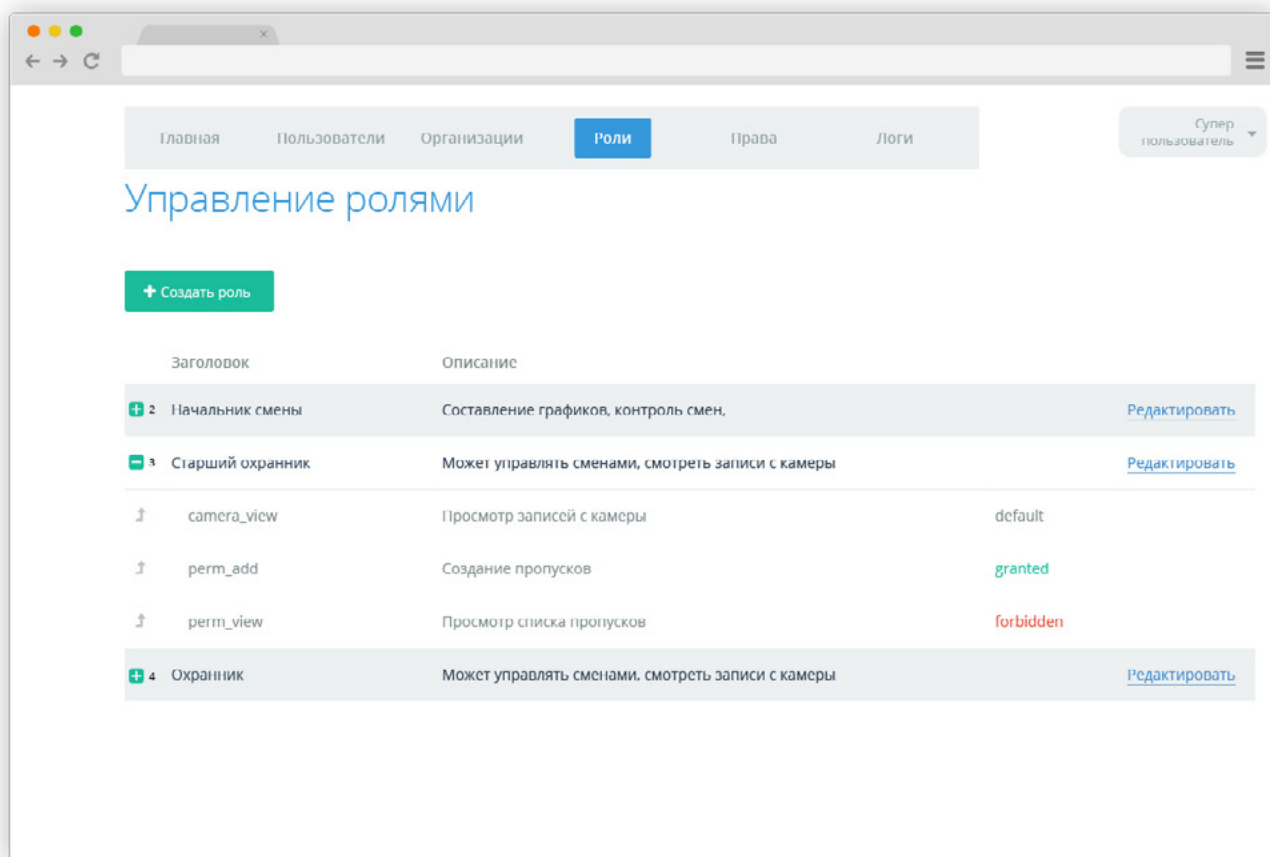 Главная Пользователи Организации Роли Права Логи
Супер
пользователь
Управление ролями
Создать роль
Заголовок Описание
2 Начальник смены Составление графиков, контроль смен, Редактировать
3 Старший охранник Может управлять сменами, смотреть записи с камеры Редактировать
camera_view Просмотр записей с камеры default
perm_add Создание пропусков granted
perm_view Просмотр списка пропусков forbidden
4 Охранник Может управлять сменами, смотреть записи с камеры Редактировать